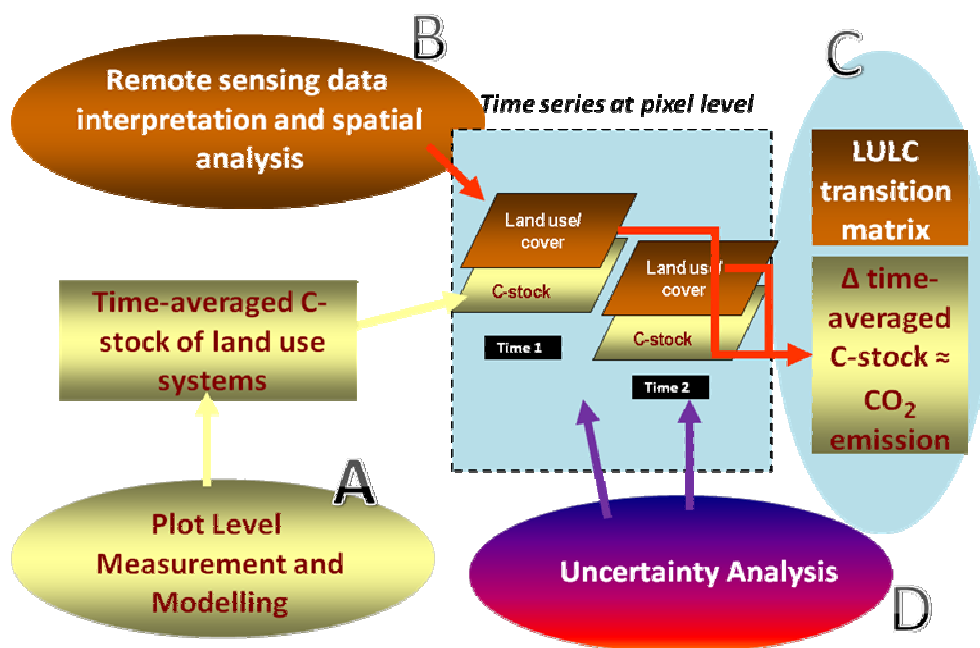 B
Remote sensing data
interpretation and spatial
analysis
Time series at pixel level
Land use/
cover
C-stock
Time 1
Land use/
cover
C-stock
Time 2
C
LULC
transition
matrix
Δ time-
averaged
C-stock ≈
CO2
emission
Time-averaged C-
stock of land use
systems
A
Plot Level
Measurement and
Modelling
Uncertainty Analysis
D